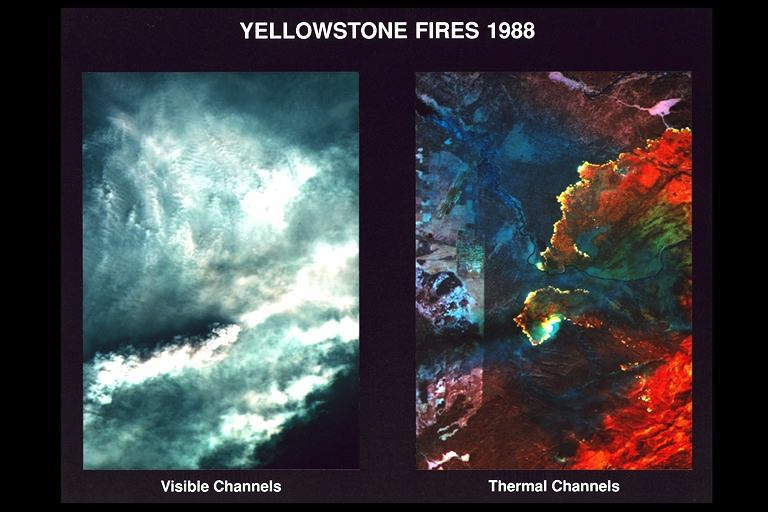 YELLOWSTONE FIRES 1988
Visible Channels
Thermal Channels